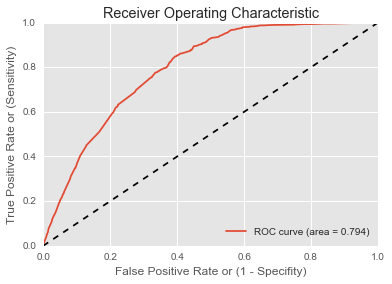 Receiver Operating Characteristic
True Positive Rate or (Sensitivity)
1.0
0.8
0.6
0.4
0.2
0.0
ROC curve (area = 0.794)
0.0 0.2 0.4 0.6 0.8 1.0
False Positive Rate or (1 - Specifity)